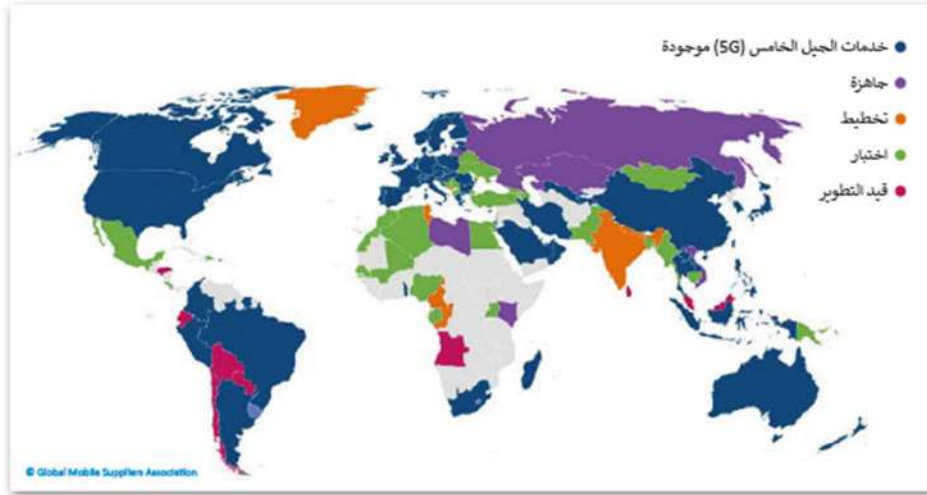 خدمات الجيل الخامس (5G) موجودة
جاهزة
تخطيط
اختبار
قيد التطوير
© Global Mobile Suppliers Association